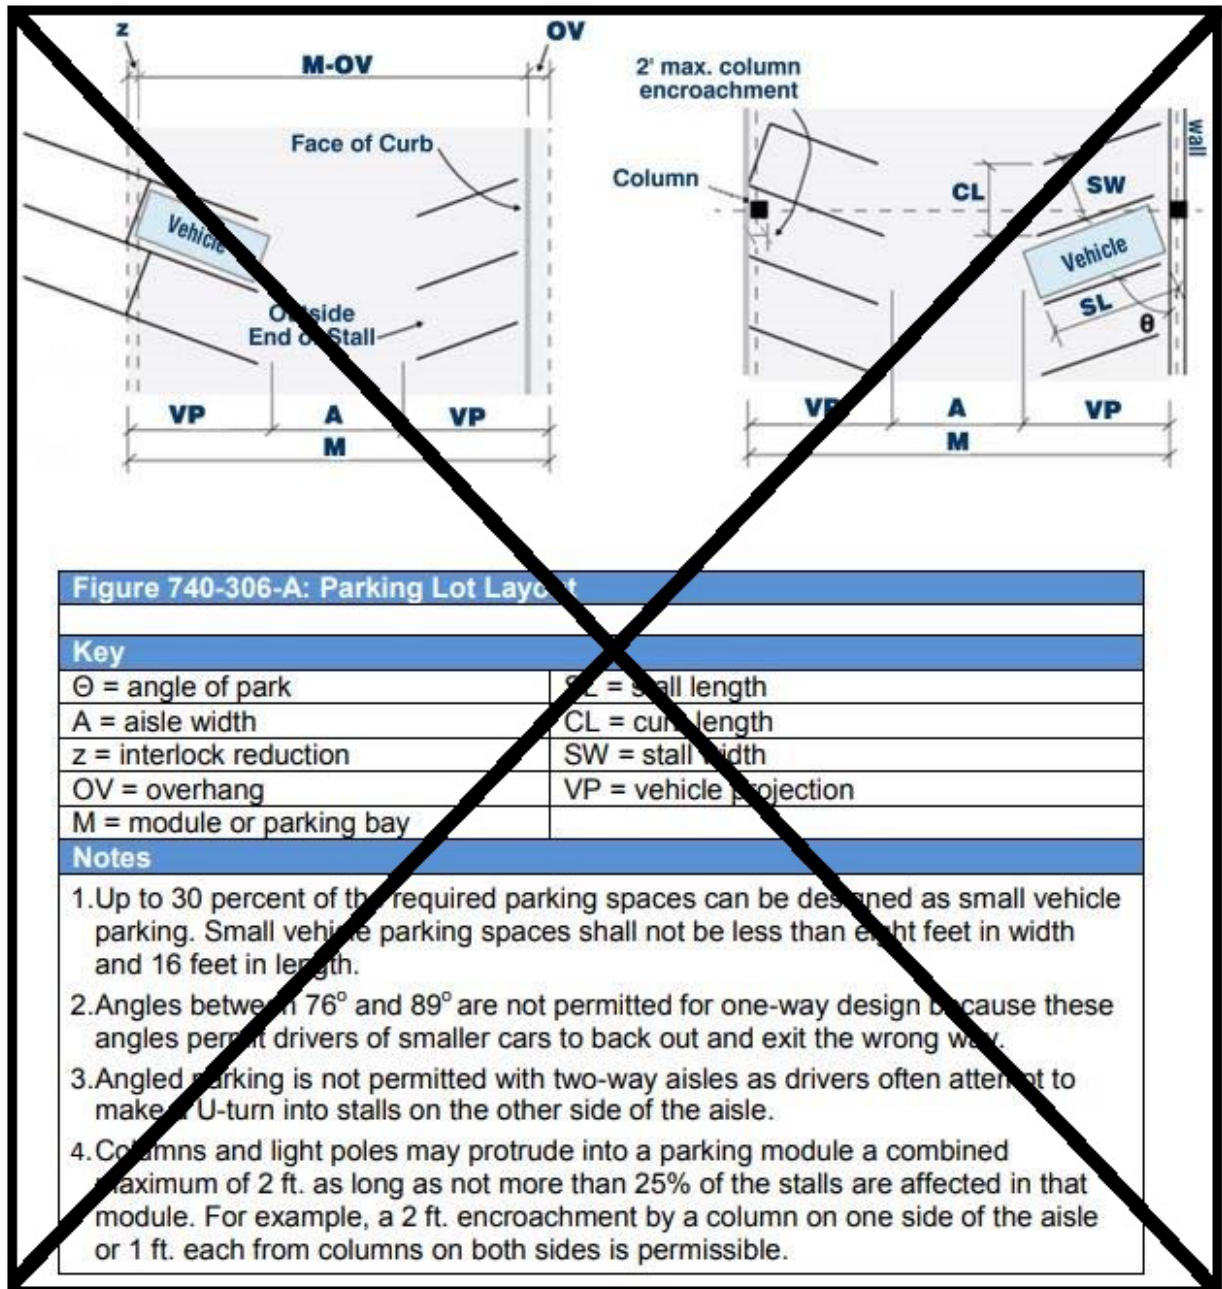 z
OV
M-OV
Face of Curb
Vehicle
Outside
End of Stall
VP
A
VP
M
2' max. column
encroachment
Column
wall
CL
SW
Vehicle
SL
θ
VP
A
VP
M
Figure 740-306-A: Parking Lot Layout
Key
Θ = angle of park
SL = stall length
A = aisle width
CL = curb length
z = interlock reduction
SW = stall width
OV = overhang
VP = vehicle projection
M = module or parking bay
Notes
1.Up to 30 percent of the required parking spaces can be designed as small vehicle
parking. Small vehicle parking spaces shall not be less than eight feet in width
and 16 feet in length.
2.Angles between 76° and 89° are not permitted for one-way design because these
angles permit drivers of smaller cars to back out and exit the wrong way.
3.Angled parking is not permitted with two-way aisles as drivers often attempt to
make a U-turn into stalls on the other side of the aisle.
4.Columns and light poles may protrude into a parking module a combined
maximum of 2 ft. as long as not more than 25% of the stalls are affected in that
module. For example, a 2 ft. encroachment by a column on one side of the aisle
or 1 ft. each from columns on both sides is permissible.